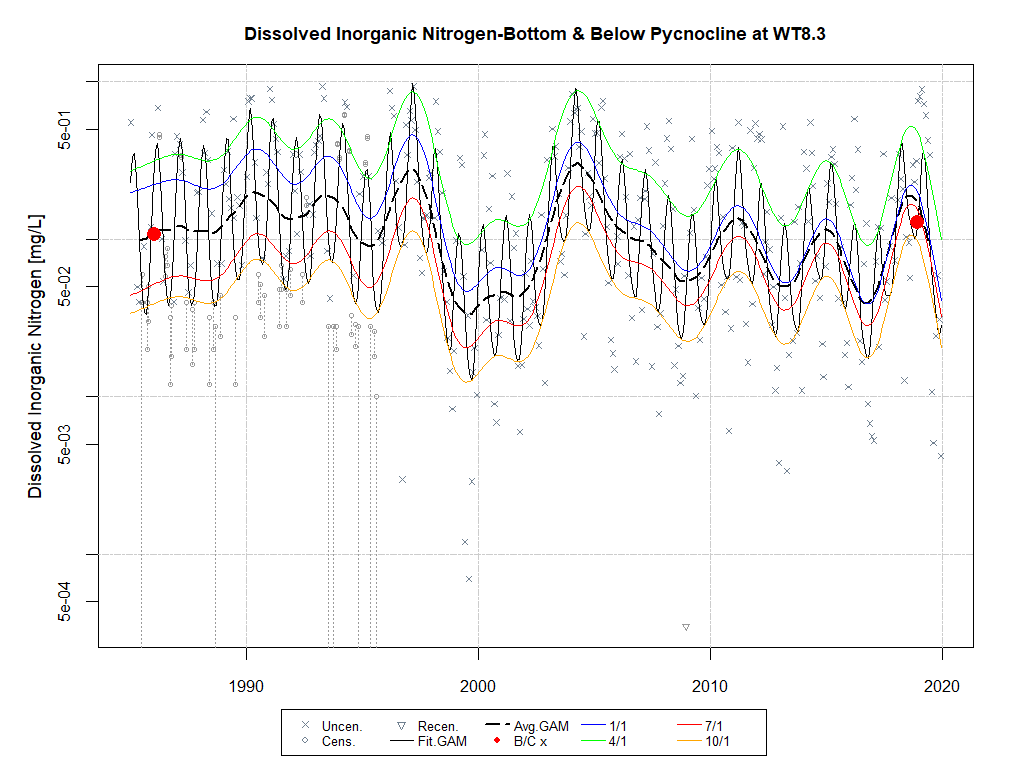 Dissolved Inorganic Nitrogen-Bottom & Below Pycnocline at WT8.3
Dissolved Inorganic Nitrogen [mg/L]
5e-01
5e-02
5e-03
5e-04
1990 2000 2010 2020
Uncen. Recen. Avg.GAM 1/1 7/1
Cens. Fit.GAM B/C x 4/1 10/1